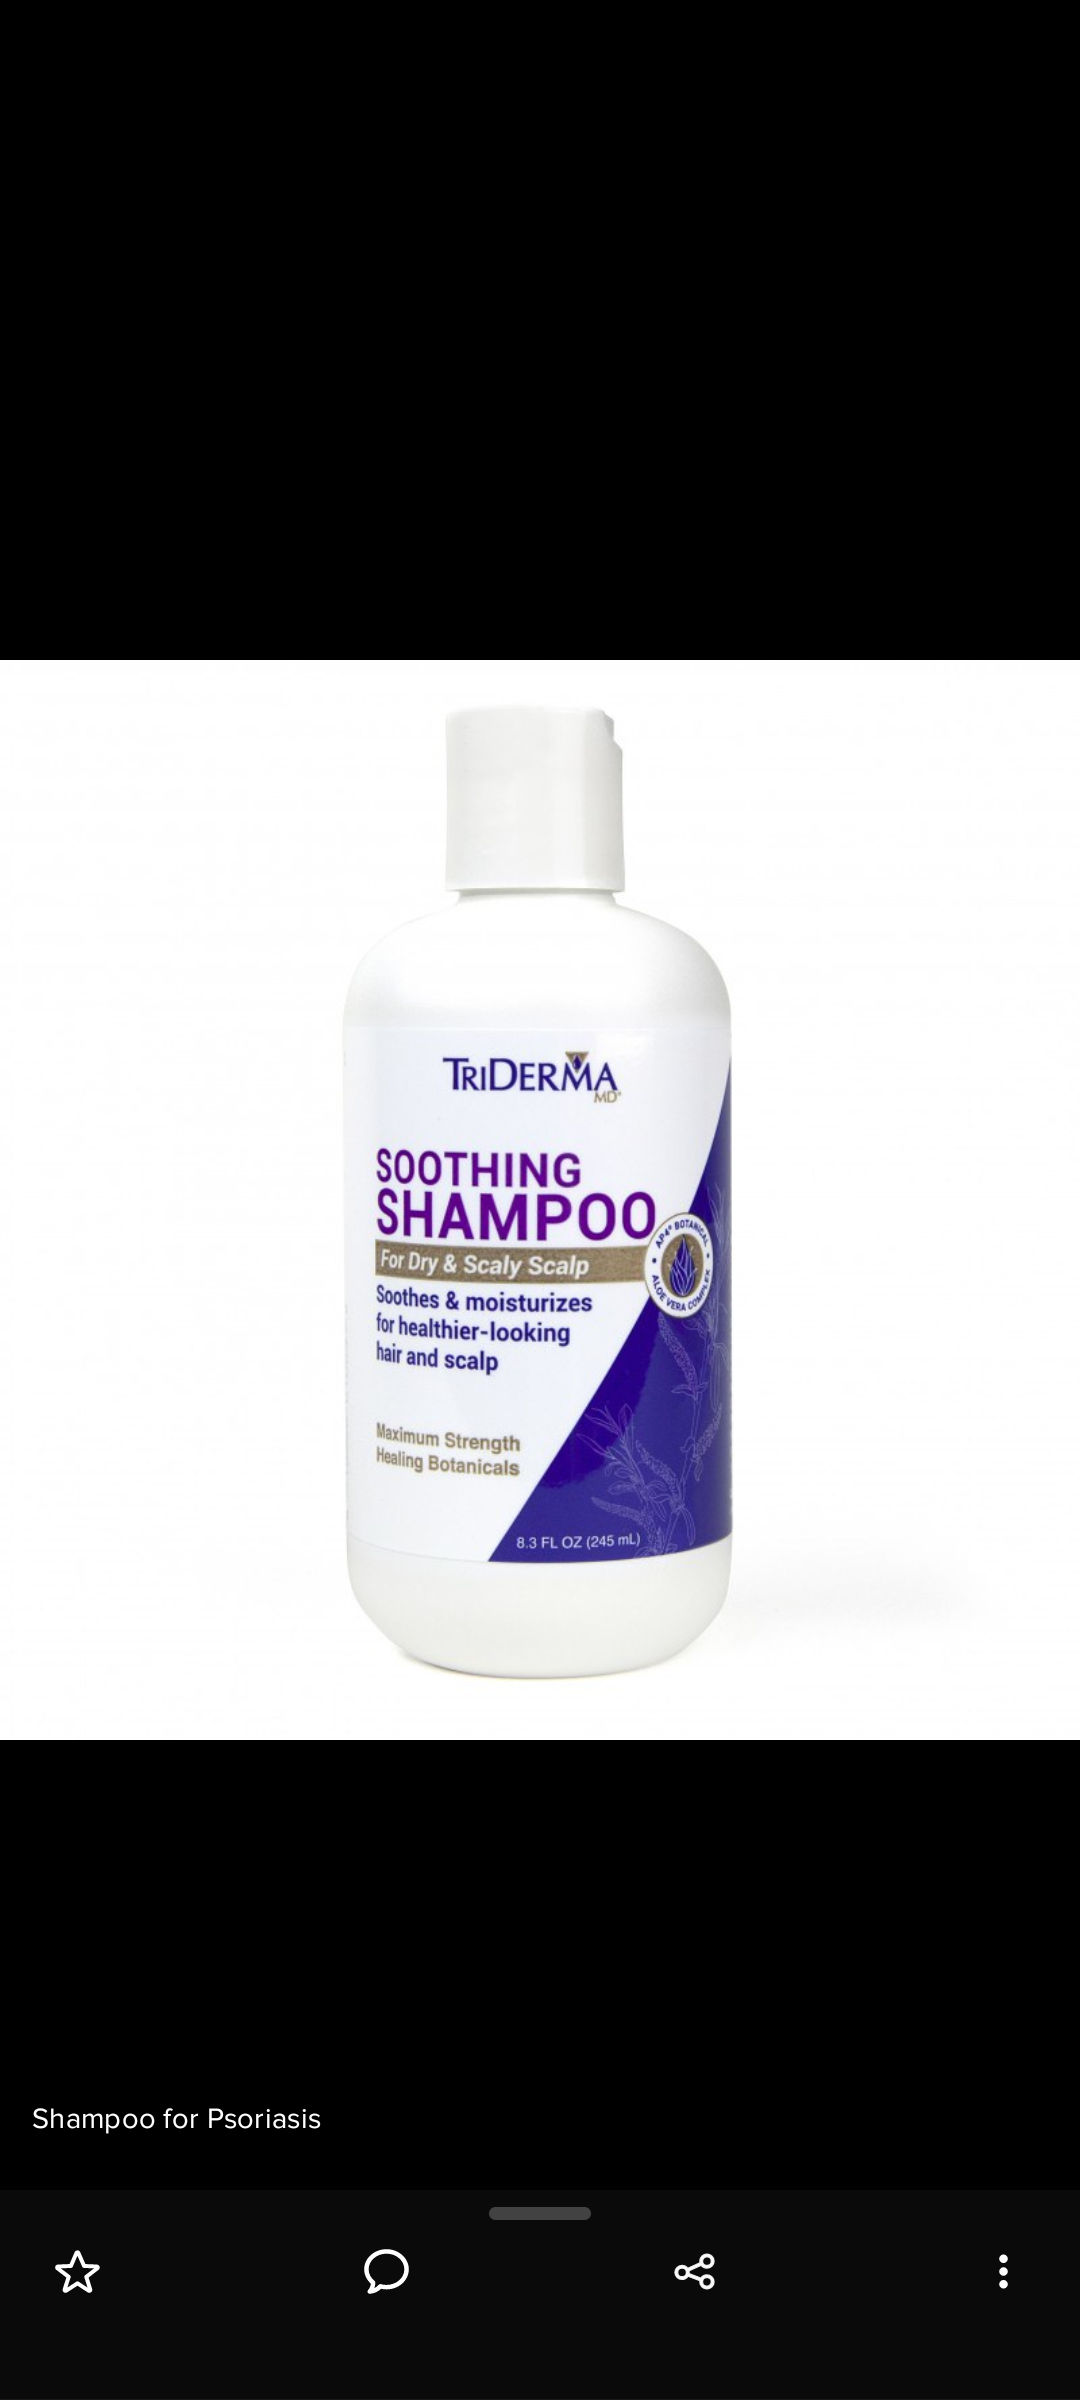 TRIDERMA
MD®
SOOTHING
SHAMPOO
For Dry & Scaly Scalp
AP4® BOTANICAL
ALOE VERA COMPLEX
Soothes & moisturizes
for healthier-looking
hair and scalp
Maximum Strength
Healing Botanicals
8.3 FL OZ (245 mL)
Shampoo for Psoriasis